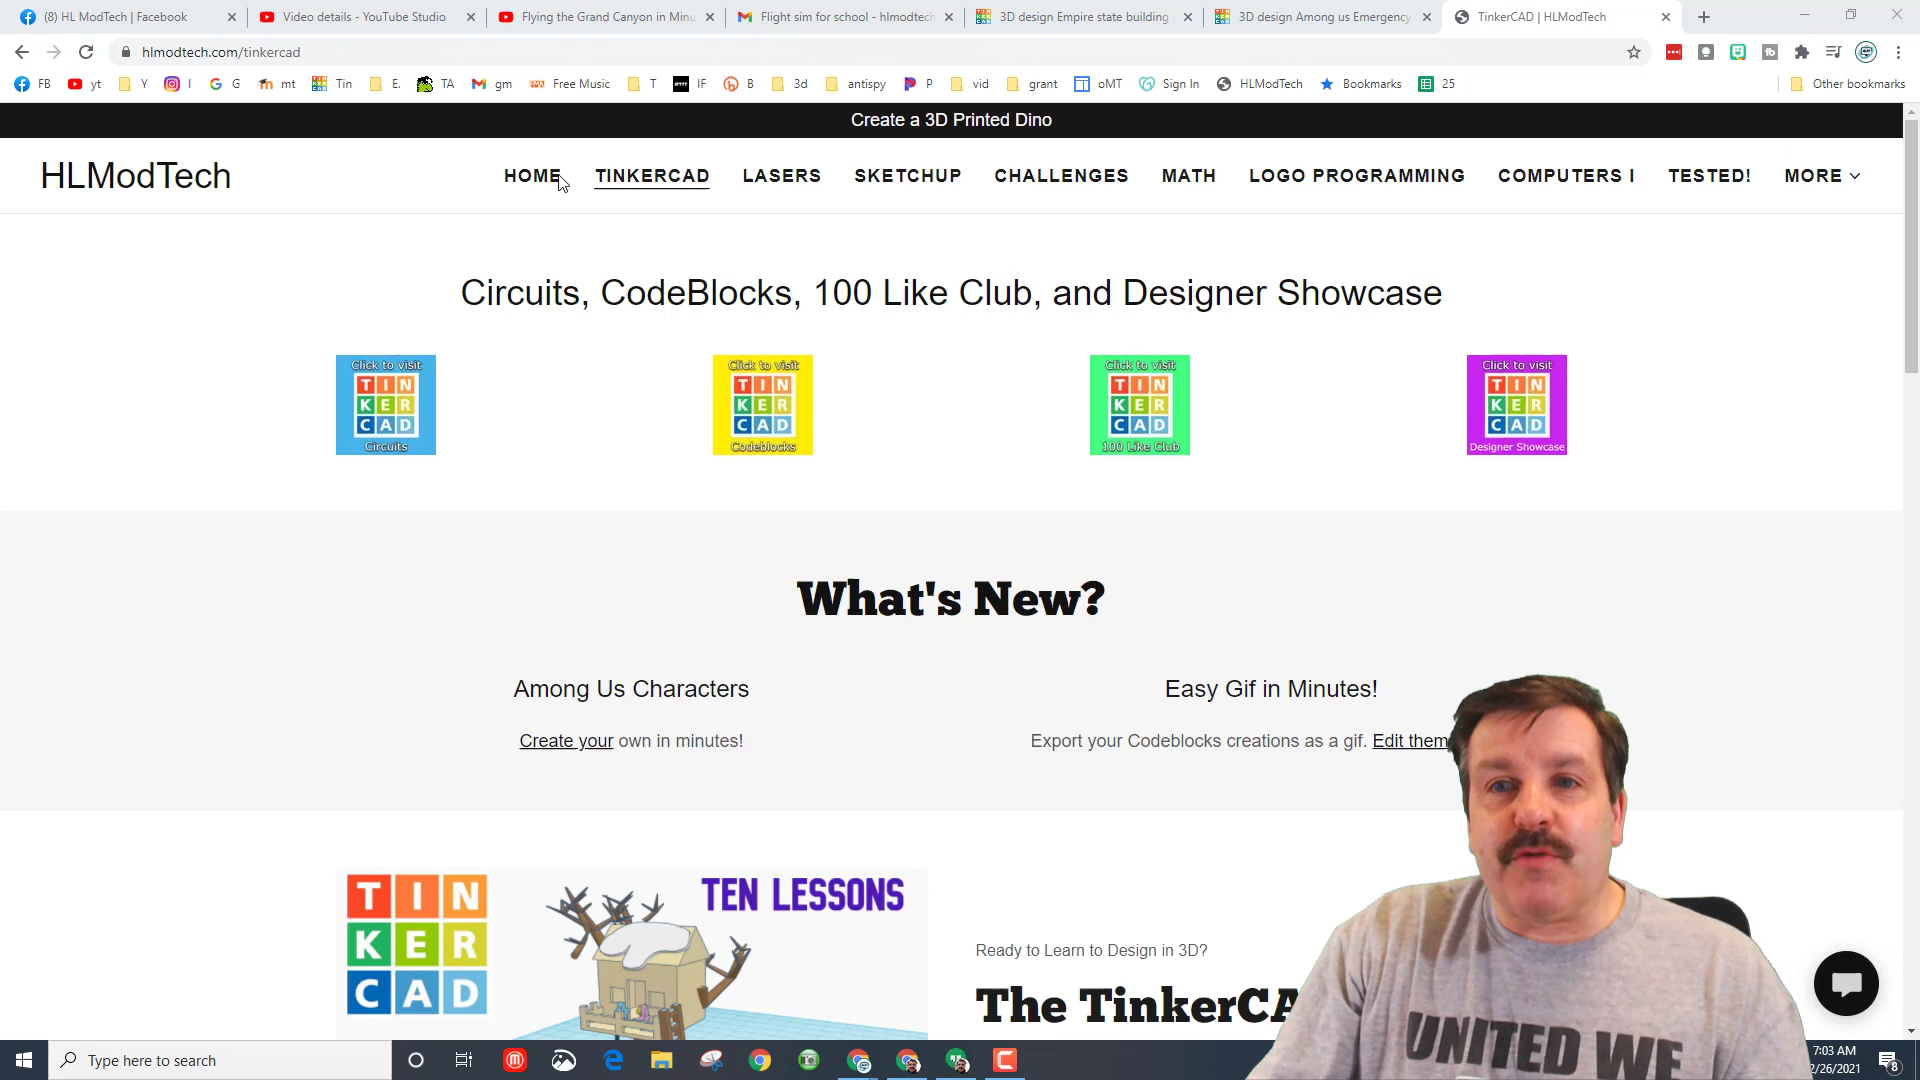 (8) HL ModTech | Facebook
Video details - YouTube Studio
Flying the Grand Canyon in Minu
Flight sim for school - hlmodtech
3D design Empire state building
3D design Among us Emergency
TinkerCAD | HLModTech
hlmodtech.com/tinkercad
FB
yt
Y
I
G
mt
Tin
E.
TA
gm
Free Music
T
IF
B
3d
antispy
P
vid
grant
oMT
Sign In
HLModTech
Bookmarks
25
Other bookmarks
Create a 3D Printed Dino
HLModTech
HOME
TINKERCAD
LASERS
SKETCHUP
CHALLENGES
MATH
LOGO PROGRAMMING
COMPUTERS I
TESTED!
MORE
Circuits, CodeBlocks, 100 Like Club, and Designer Showcase
Click to visit
TIN
KER
CAD
Circuits
Click to visit
TIN
KER
CAD
Codeblocks
Click to visit
TIN
KER
CAD
100 Like Club
Click to visit
TIN
KER
CAD
Designer Showcase
What's New?
Among Us Characters
Create your own in minutes!
Easy Gif in Minutes!
Export your Codeblocks creations as a gif. Edit them
TIN
KER
CAD
TEN LESSONS
Ready to Learn to Design in 3D?
The TinkerCA
UNITED WE
Type here to search
7:03 AM
2/26/2021
8